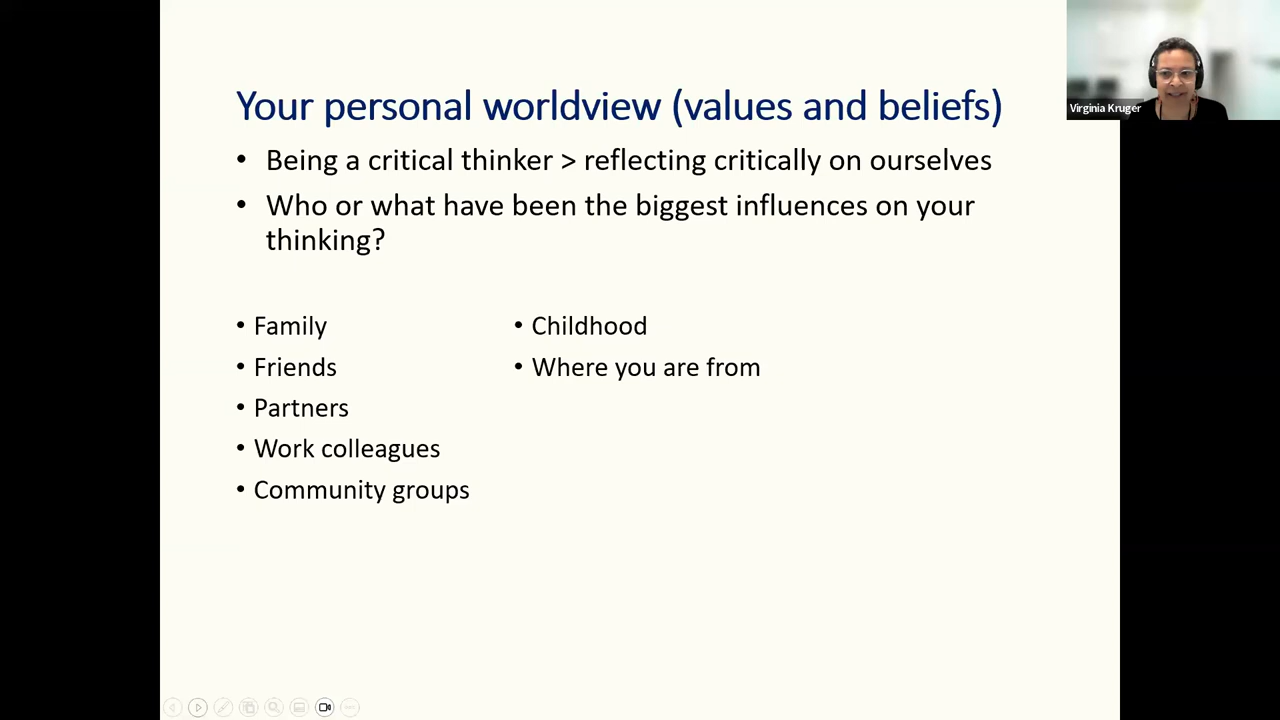 Your personal worldview (values and beliefs)
• Being a critical thinker > reflecting critically on ourselves
• Who or what have been the biggest influences on your
thinking?
• Family
• Friends
• Partners
• Work colleagues
• Community groups
• Childhood
• Where you are from
Virginia Kruger